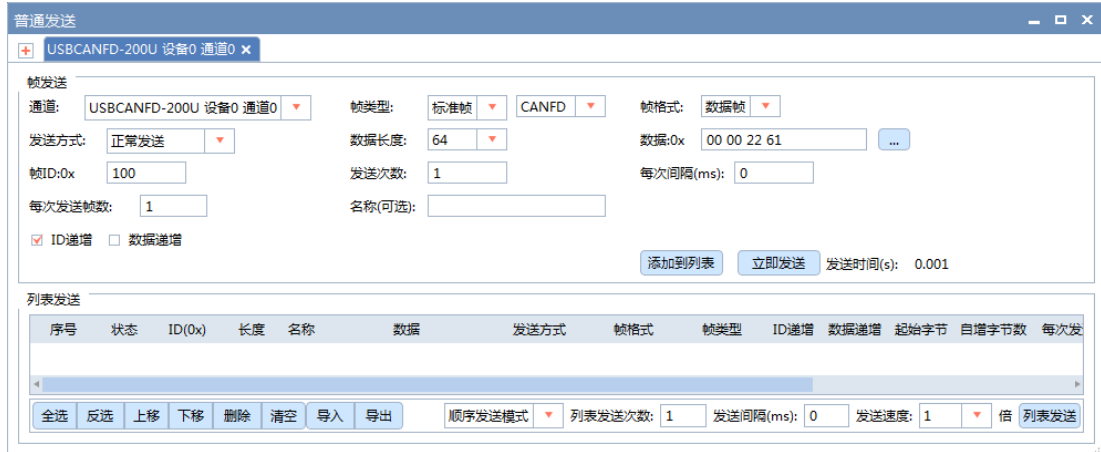 普通发送
USBCANFD-200U 设备0 通道0
帧发送
通道: USBCANFD-200U 设备0 通道0 帧类型: 标准帧 CANFD 帧格式: 数据帧
发送方式: 正常发送 数据长度: 64 数据:0x 00 00 22 61 ...
帧ID:0x 100 发送次数: 1 每次间隔(ms): 0
每次发送帧数: 1 名称(可选):
ID递增 数据递增
添加到列表 立即发送 发送时间(s): 0.001
列表发送
序号 状态 ID(0x) 长度 名称 数据 发送方式 帧格式 帧类型 ID递增 数据递增 起始字节 自增字节数 每次发
全选 反选 上移 下移 删除 清空 导入 导出 顺序发送模式 列表发送次数: 1 发送间隔(ms): 0 发送速度: 1 倍 列表发送